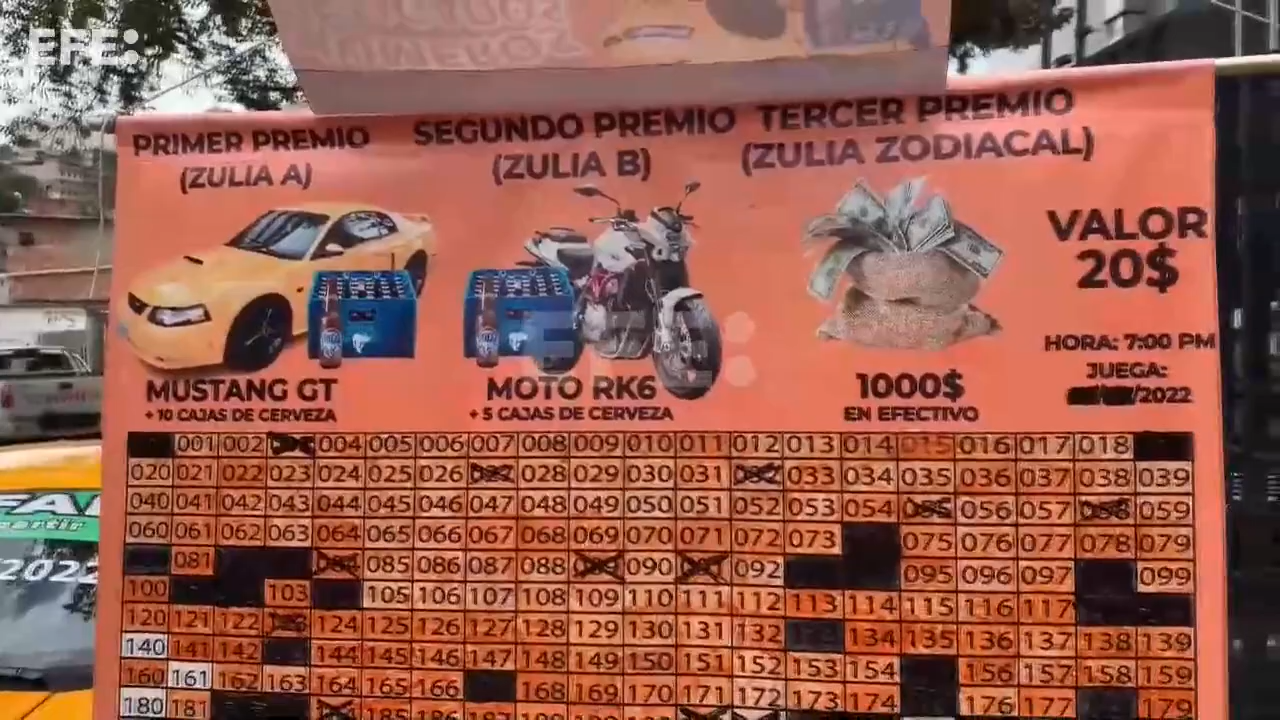 EFE:
PRIMER PREMIO
(ZULIA A)
SEGUNDO PREMIO
(ZULIA B)
TERCER PREMIO
(ZULIA ZODIACAL)
VALOR
20$
HORA: 7:00 PM
JUEGA:
/2022
MUSTANG GT
+ 10 CAJAS DE CERVEZA
MOTO RK6
+ 5 CAJAS DE CERVEZA
1000$
EN EFECTIVO
EFE:
001 002 004 005 006 007 008 009 010 011 012 013 014 015 016 017 018
020 021 022 023 024 025 026 028 029 030 031 033 034 035 036 037 038 039
040 041 042 043 044 045 046 047 048 049 050 051 052 053 054 056 057 059
060 061 062 063 064 065 066 067 068 069 070 071 072 073 075 076 077 078 079
081 085 086 087 088 090 092 095 096 097 099
100 103 105 106 107 108 109 110 111 112 113 114 115 116 117
120 121 122 124 125 126 127 128 129 130 131 132 134 135 136 137 138 139
140 141 142 144 145 146 147 148 149 150 151 152 153 154 156 157 158 159
160 161 162 163 164 165 166 168 169 170 171 172 173 174 176 177 179
180 181 185 186
/2022